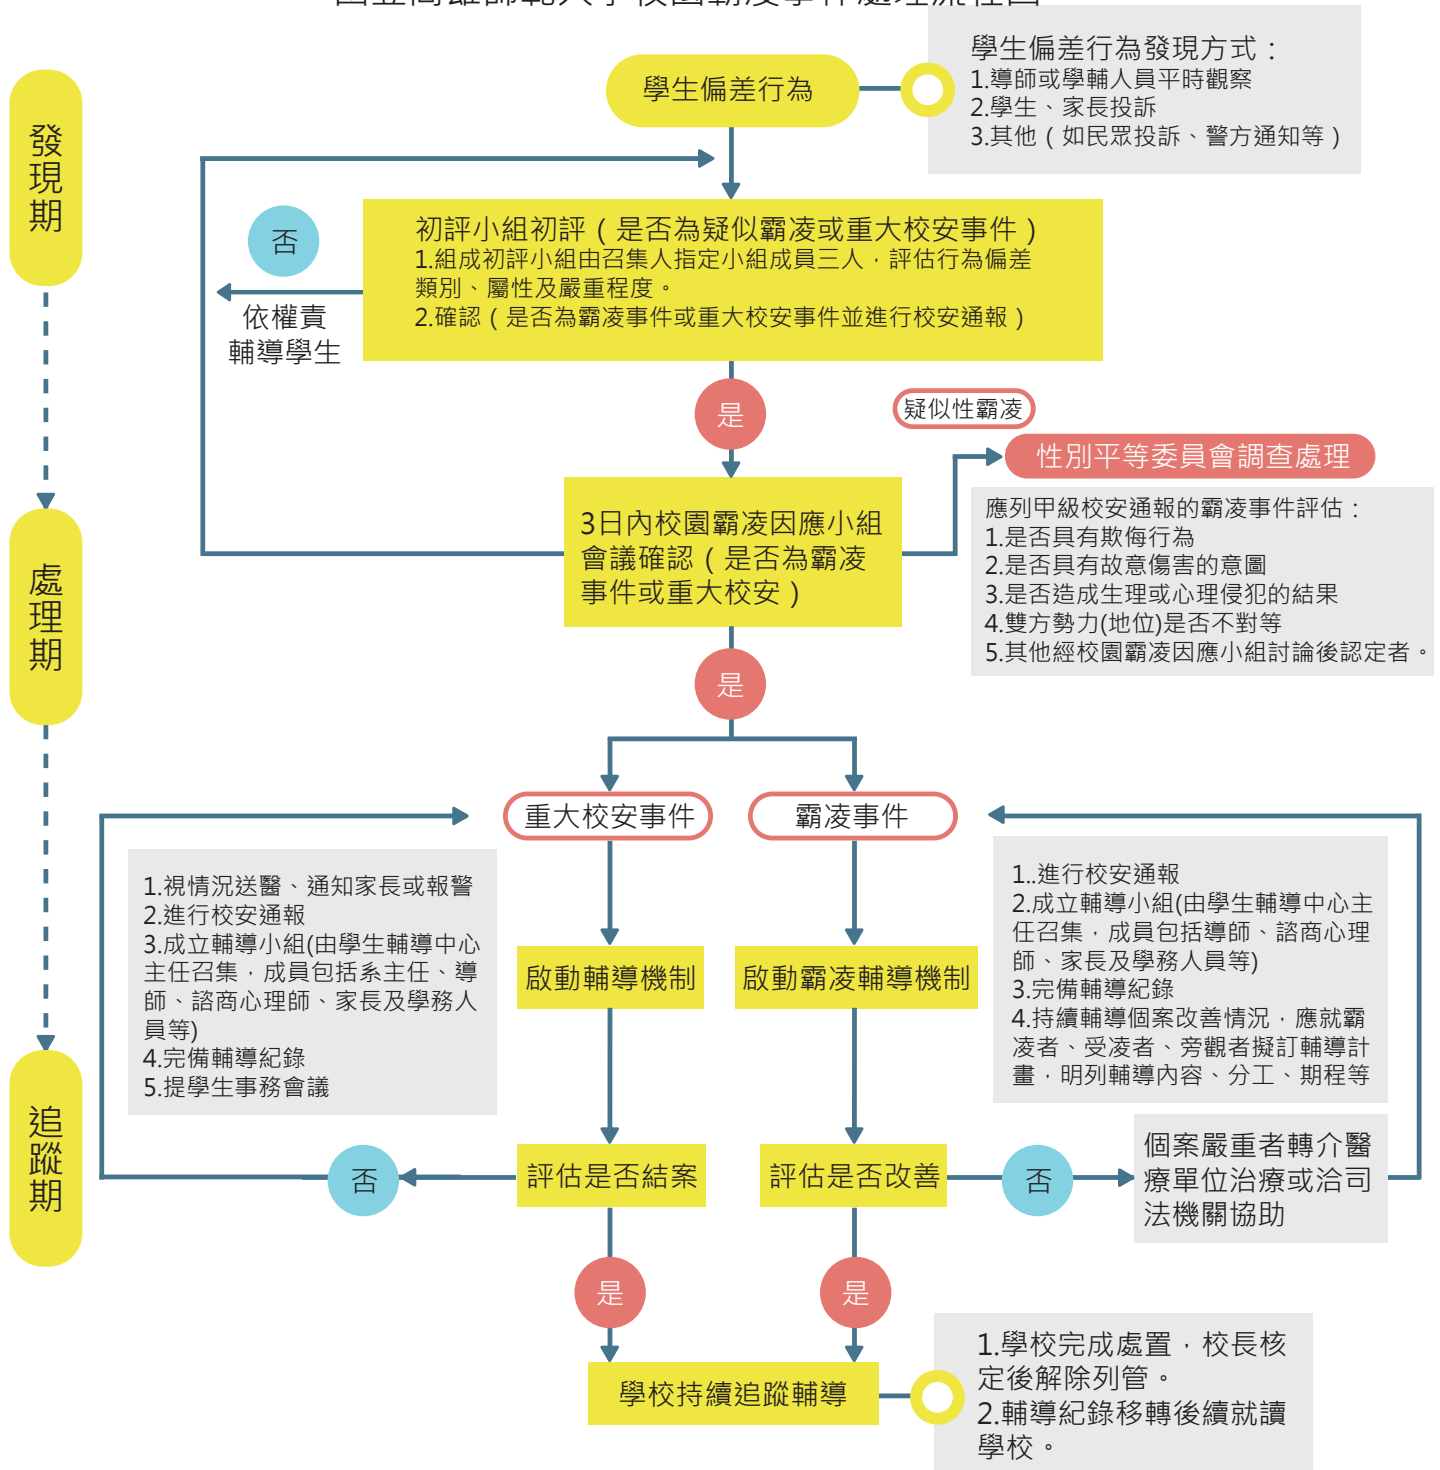 國立高雄師範大學校園霸凌事件處理流程圖
學生偏差行為發現方式：
1.導師或學輔人員平時觀察
2.學生、家長投訴
3.其他（如民眾投訴、警方通知等）
學生偏差行為
發現期
初評小組初評（是否為疑似霸凌或重大校安事件）
1.組成初評小組由召集人指定小組成員三人，評估行為偏差
類別、屬性及嚴重程度。
2.確認（是否為霸凌事件或重大校安事件並進行校安通報）
否
依權責
輔導學生
是
疑似性霸凌
性別平等委員會調查處理
處理期
3日內校園霸凌因應小組
會議確認（是否為霸凌
事件或重大校安）
應列甲級校安通報的霸凌事件評估：
1.是否具有欺侮行為
2.是否具有故意傷害的意圖
3.是否造成生理或心理侵犯的結果
4.雙方勢力(地位)是否不對等
5.其他經校園霸凌因應小組討論後認定者。
是
重大校安事件
霸凌事件
1.視情況送醫、通知家長或報警
2.進行校安通報
3.成立輔導小組(由學生輔導中心
主任召集，成員包括系主任、導
師、諮商心理師、家長及學務人
員等)
4.完備輔導紀錄
5.提學生事務會議
啟動輔導機制
啟動霸凌輔導機制
1..進行校安通報
2.成立輔導小組(由學生輔導中心主
任召集，成員包括導師、諮商心理
師、家長及學務人員等)
3.完備輔導紀錄
4.持續輔導個案改善情況，應就霸
凌者、受凌者、旁觀者擬訂輔導計
畫，明列輔導內容、分工、期程等
追蹤期
否
評估是否結案
評估是否改善
否
個案嚴重者轉介醫
療單位治療或洽司
法機關協助
是
是
學校持續追蹤輔導
1.學校完成處置，校長核
定後解除列管。
2.輔導紀錄移轉後續就讀
學校。